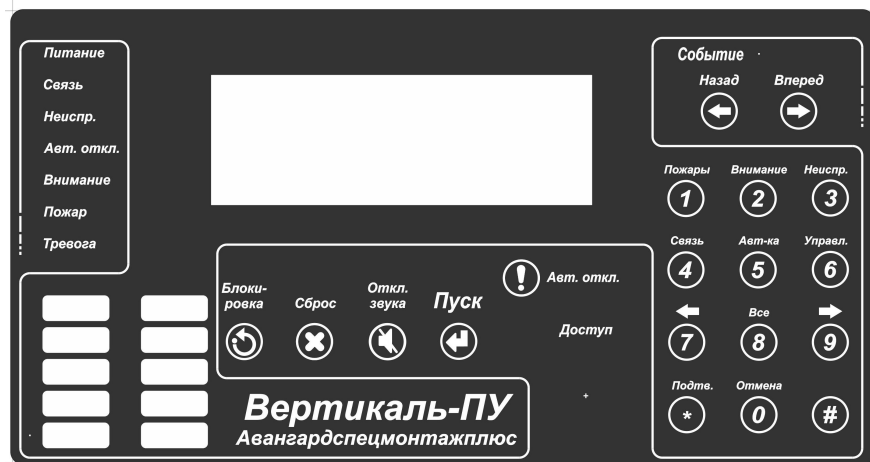 Питание
Связь
Неиспр.
Авт. откл.
Внимание
Пожар
Тревога
Событие
Назад
Вперед
Пожары
Внимание
Неиспр.
1
2
3
Связь
Авт-ка
Управл.
4
5
6
Все
7
8
9
Подтв.
Отмена
*
0
#
Блоки-
ровка
Сброс
Откл.
звука
Пуск
!
Авт. откл.
Доступ
Вертикаль-ПУ
Авангардспецмонтажплюс